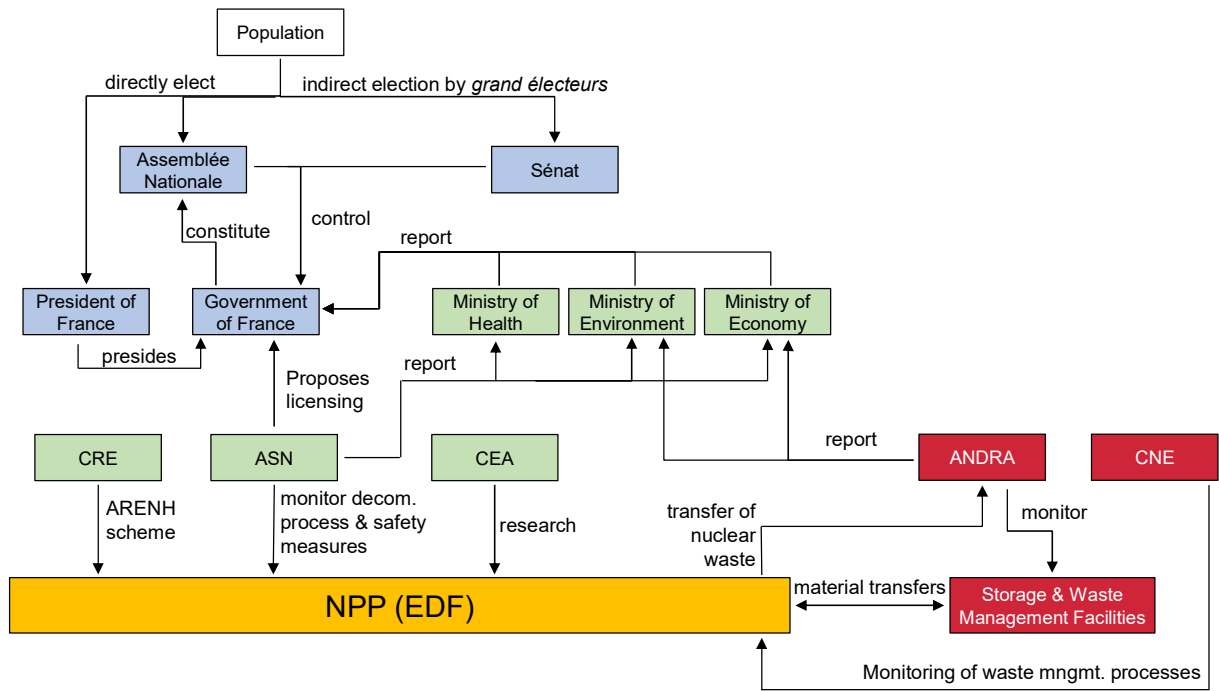 Population
directly elect
indirect election by grand électeurs
Assemblée
Nationale
Sénat
constitute
control
report
President of
France
Government
of France
Ministry of
Health
Ministry of
Environment
Ministry of
Economy
presides
Proposes
licensing
report
CRE
ASN
CEA
report
ANDRA
CNE
ARENH
scheme
monitor decom.
process & safety
measures
research
transfer of
nuclear
waste
monitor
NPP (EDF)
material transfers
Storage & Waste
Management Facilities
Monitoring of waste mngmt. processes